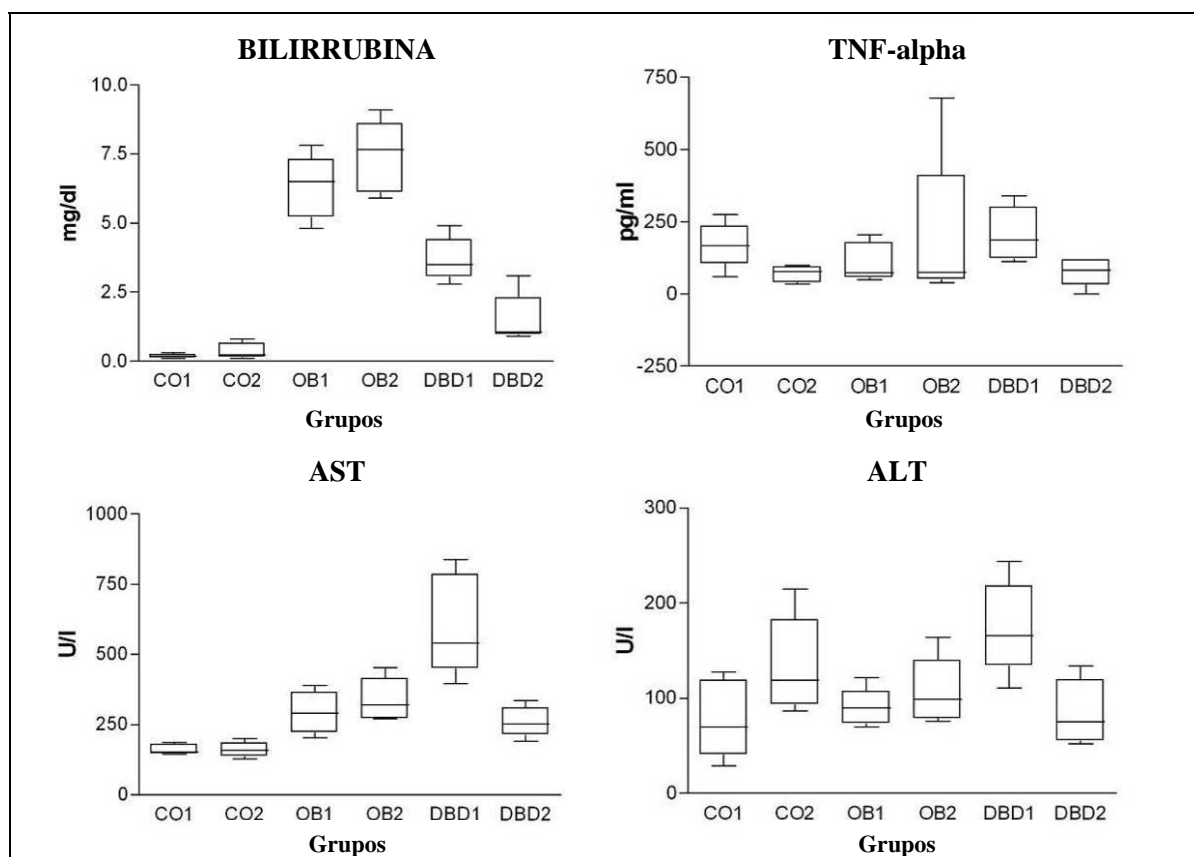 BILIRRUBINA
10.0
7.5
5.0
2.5
0.0
mg/dl
CO1 CO2 OB1 OB2 DBD1 DBD2
Grupos
TNF-alpha
750
500
250
0
-250
pg/ml
CO1 CO2 OB1 OB2 DBD1 DBD2
Grupos
AST
1000
750
500
250
0
U/l
CO1 CO2 OB1 OB2 DBD1 DBD2
Grupos
ALT
300
200
100
0
U/l
CO1 CO2 OB1 OB2 DBD1 DBD2
Grupos